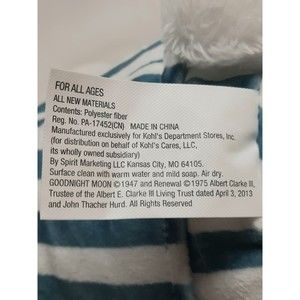 FOR ALL AGES
ALL NEW MATERIALS
Contents: Polyester fiber
Reg. No. PA-17452(CN) MADE IN CHINA
Manufactured exclusively for Kohl's Department Stores, Inc.
(for distribution on behalf of Kohl's Cares, LLC,
its wholly owned subsidiary)
By Spirit Marketing LLC Kansas City, MO 64105.
Surface clean with warm water and mild soap. Air dry.
GOODNIGHT MOON ©1947 and Renewal ©1975 Albert Clarke III,
Trustee of the Albert E. Clarke III Living Trust dated April 3, 2013
and John Thacher Hurd. All Rights Reserved